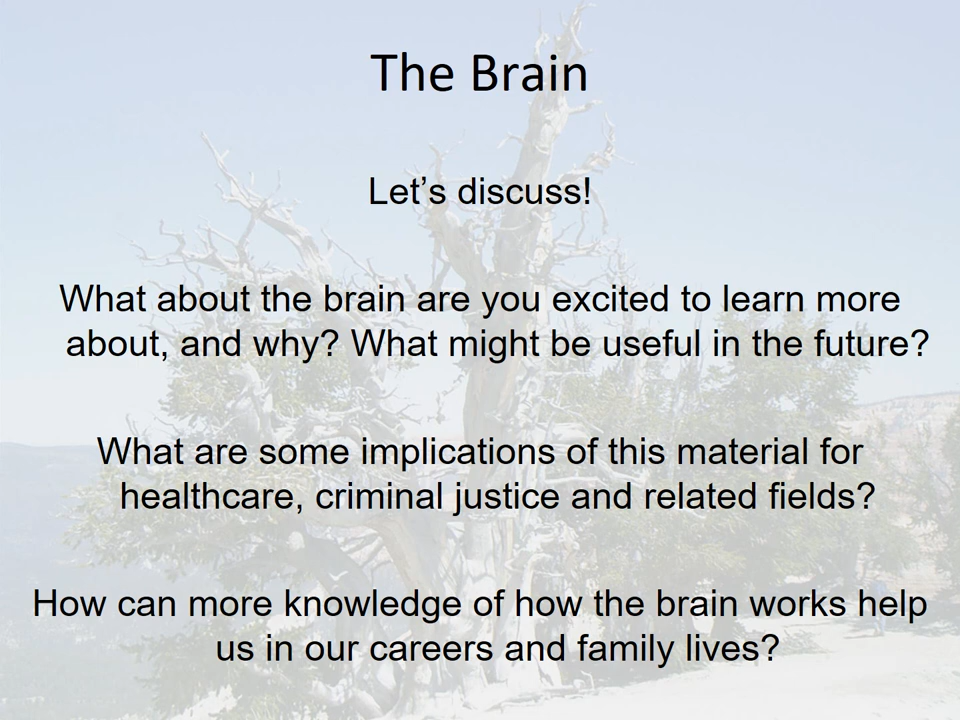 The Brain
Let’s discuss!
What about the brain are you excited to learn more
about, and why? What might be useful in the future?
What are some implications of this material for
healthcare, criminal justice and related fields?
How can more knowledge of how the brain works help
us in our careers and family lives?